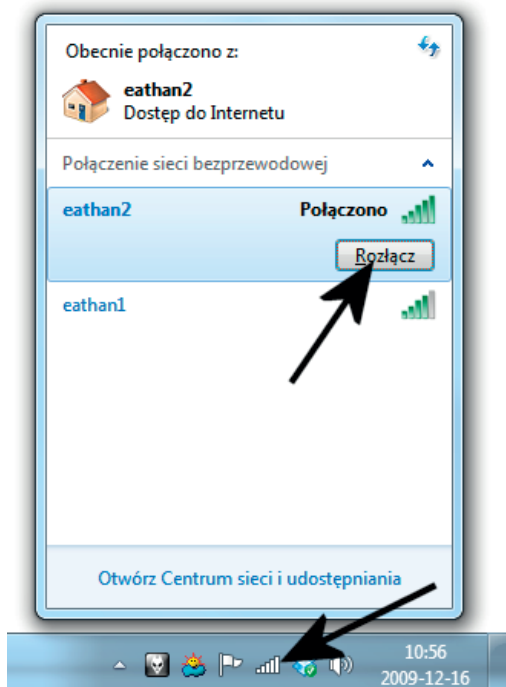 Obecnie połączono z:
eathan2
Dostęp do Internetu
Połączenie sieci bezprzewodowej
eathan2 Połączono
Rozłącz
eathan1
Otwórz Centrum sieci i udostępniania
10:56
2009-12-16